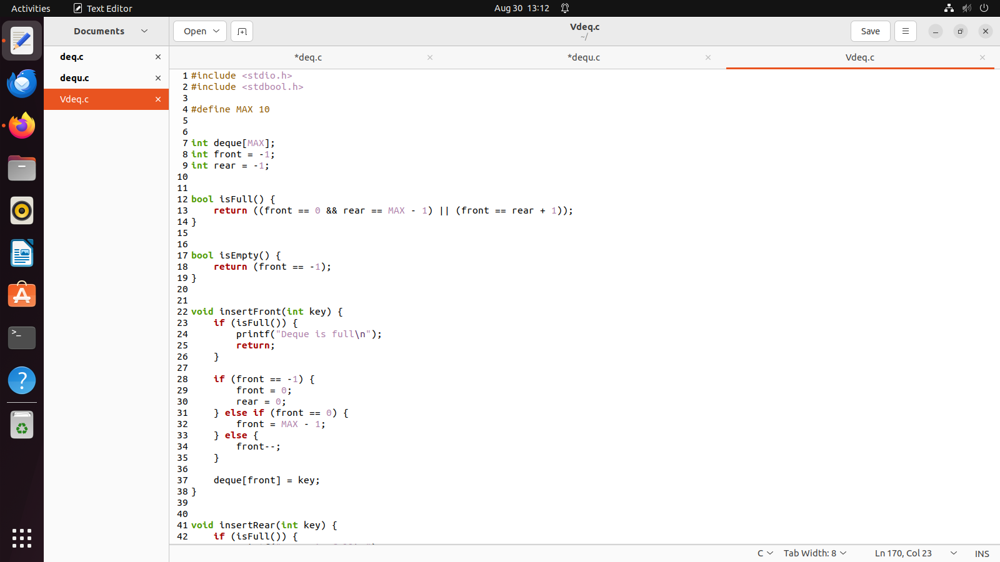 Activities Text Editor Aug 30 13:12
Documents Open Vdeq.c Save
~/
deq.c *deq.c *dequ.c Vdeq.c
dequ.c
Vdeq.c
1 #include <stdio.h>
2 #include <stdbool.h>
3
4 #define MAX 10
5
6
7 int deque[MAX];
8 int front = -1;
9 int rear = -1;
10
11
12 bool isFull() {
13     return ((front == 0 && rear == MAX - 1) || (front == rear + 1));
14 }
15
16
17 bool isEmpty() {
18     return (front == -1);
19 }
20
21
22 void insertFront(int key) {
23     if (isFull()) {
24         printf("Deque is full\n");
25         return;
26     }
27
28     if (front == -1) {
29         front = 0;
30         rear = 0;
31     } else if (front == 0) {
32         front = MAX - 1;
33     } else {
34         front--;
35     }
36
37     deque[front] = key;
38 }
39
40
41 void insertRear(int key) {
42     if (isFull()) {
C Tab Width: 8 Ln 170, Col 23 INS